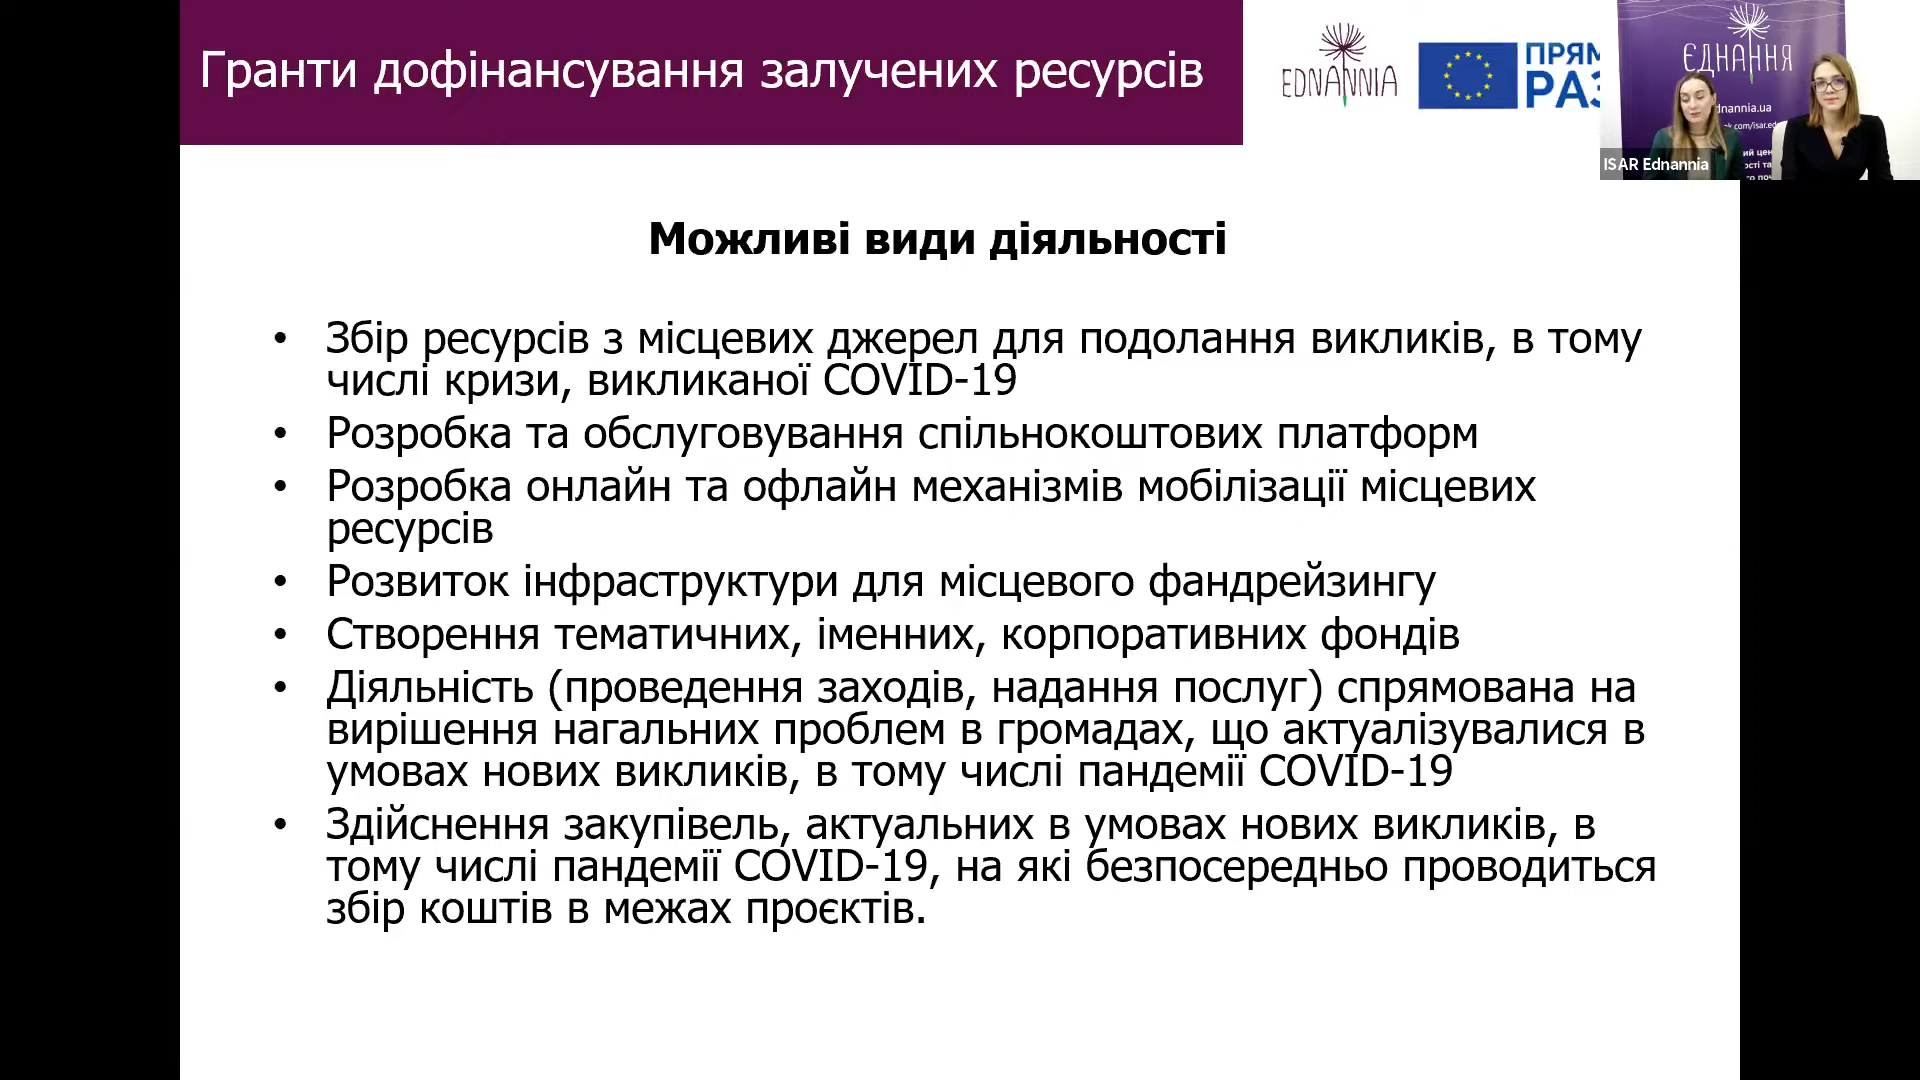 Гранти дофінансування залучених ресурсів
EDNANNIA
ЄДНАННЯ
ISAR Ednannia
Можливі види діяльності
• Збір ресурсів з місцевих джерел для подолання викликів, в тому
числі кризи, викликаної COVID-19
• Розробка та обслуговування спільнокоштових платформ
• Розробка онлайн та офлайн механізмів мобілізації місцевих
ресурсів
• Розвиток інфраструктури для місцевого фандрейзингу
• Створення тематичних, іменних, корпоративних фондів
• Діяльність (проведення заходів, надання послуг) спрямована на
вирішення нагальних проблем в громадах, що актуалізувалися в
умовах нових викликів, в тому числі пандемії COVID-19
• Здійснення закупівель, актуальних в умовах нових викликів, в
тому числі пандемії COVID-19, на які безпосередньо проводиться
збір коштів в межах проєктів.